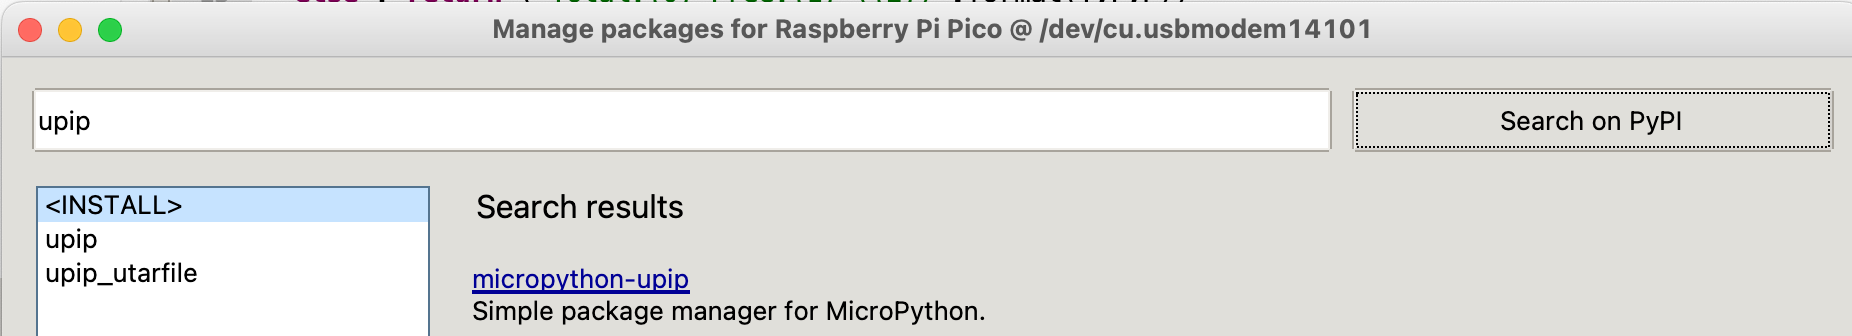 Manage packages for Raspberry Pi Pico @ /dev/cu.usbmodem14101
upip
Search on PyPI
<INSTALL>
upip
upip_utarfile
Search results
micropython-upip
Simple package manager for MicroPython.